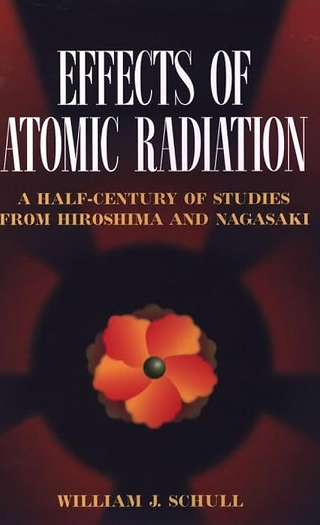 EFFECTS OF
ATOMIC RADIATION
A HALF-CENTURY OF STUDIES
FROM HIROSHIMA AND NAGASAKI
WILLIAM J. SCHULL